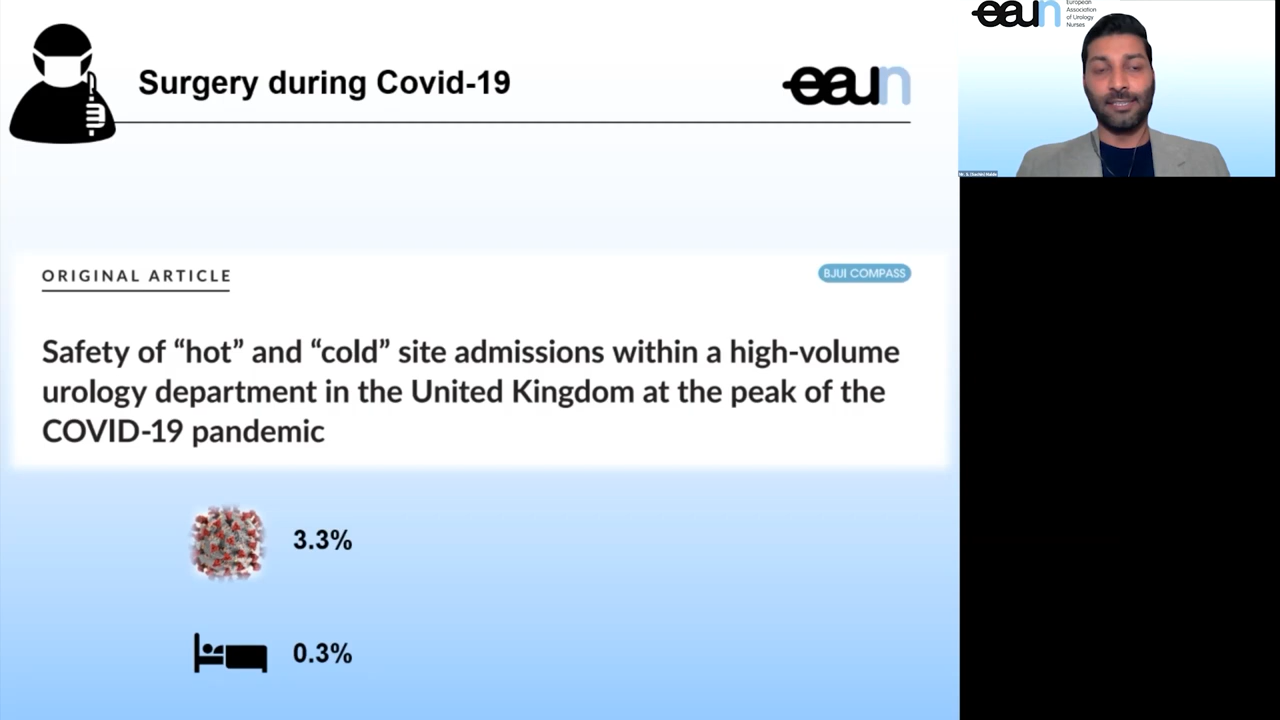 Surgery during Covid-19
eaun
ORIGINAL ARTICLE
BJUI COMPASS
Safety of “hot” and “cold” site admissions within a high-volume
urology department in the United Kingdom at the peak of the
COVID-19 pandemic
3.3%
0.3%
eaun
European
Association
of Urology
Nurses